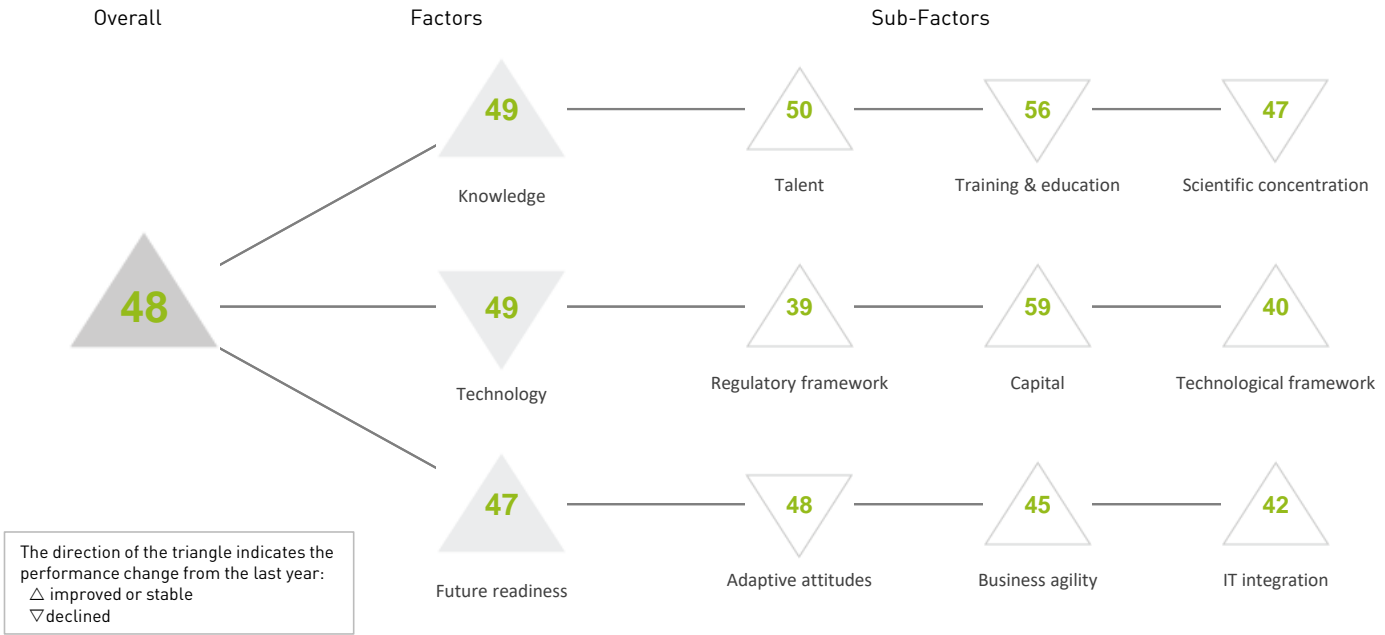 Overall
Factors
Sub-Factors
49
50
56
47
Knowledge
Talent
Training & education
Scientific concentration
48
49
39
59
40
Technology
Regulatory framework
Capital
Technological framework
47
48
45
42
Future readiness
Adaptive attitudes
Business agility
IT integration
The direction of the triangle indicates the
performance change from the last year:
△ improved or stable
▽ declined